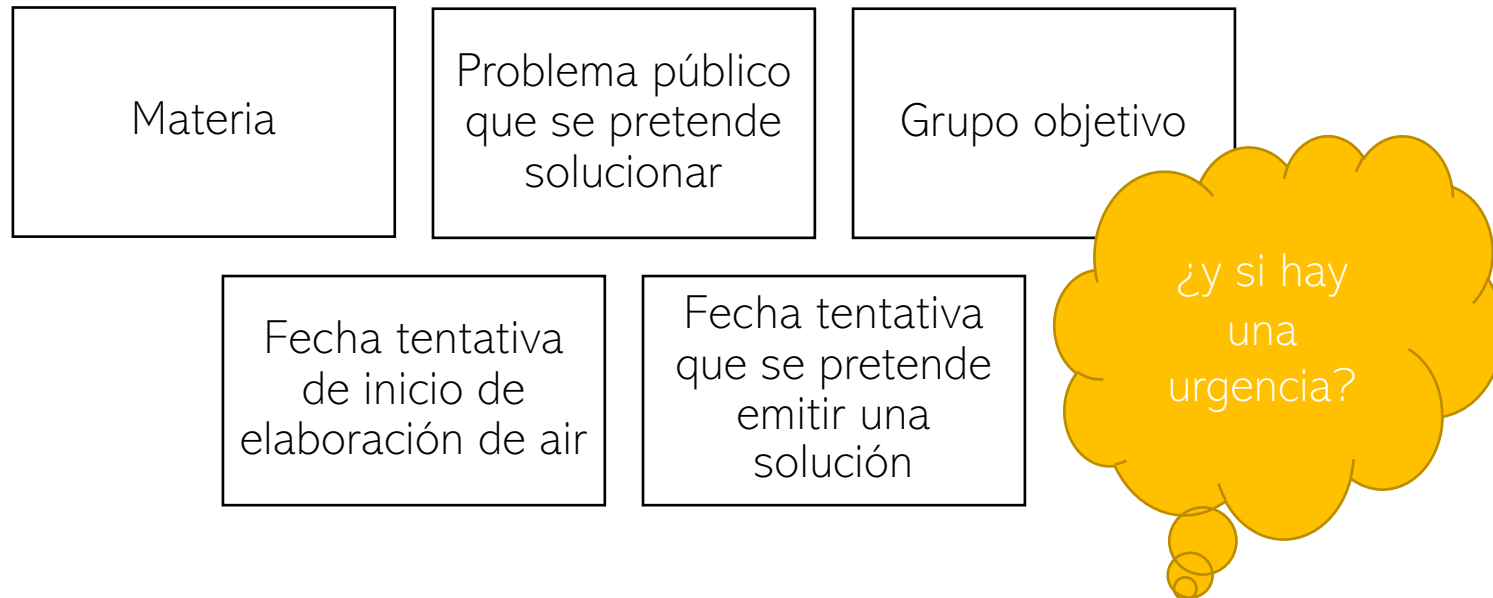 Materia
Problema público
que se pretende
solucionar
Grupo objetivo
¿y si hay
una
urgencia?
Fecha tentativa
de inicio de
elaboración de air
Fecha tentativa
que se pretende
emitir una
solución